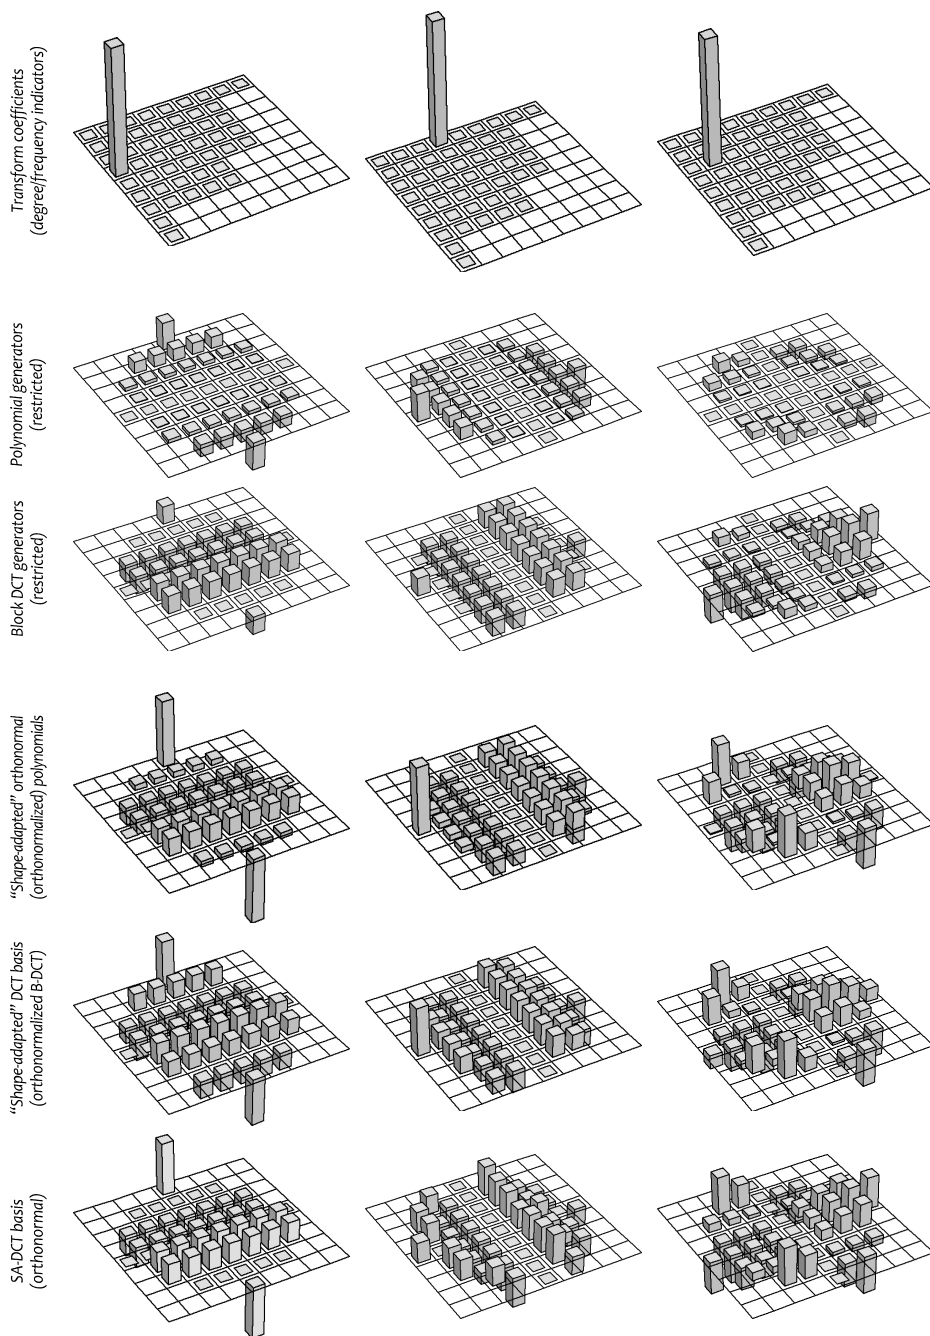 Transform coefficients
(degree/frequency indicators)
Polynomial generators
(restricted)
Block DCT generators
(restricted)
“Shape-adapted” orthonormal
(orthonormalized) polynomials
“Shape-adapted” DCT basis
(orthonormalized B-DCT)
SA-DCT basis
(orthonormal)